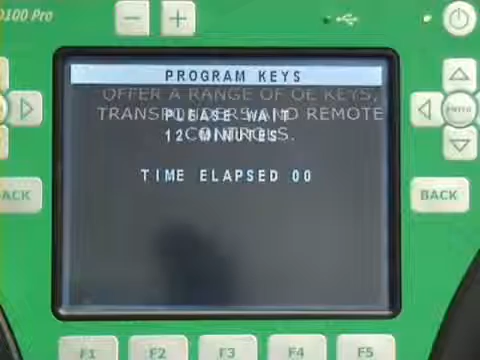 D100 Pro
PROGRAM KEYS
OFFER A RANGE OF OE KEYS,
TRANSPONDERS AND REMOTE
CONTROLS.
PLEASE WAIT
12 MINUTES
TIME ELAPSED 00
ENTER
BACK
BACK
F1 F2 F3 F4 F5